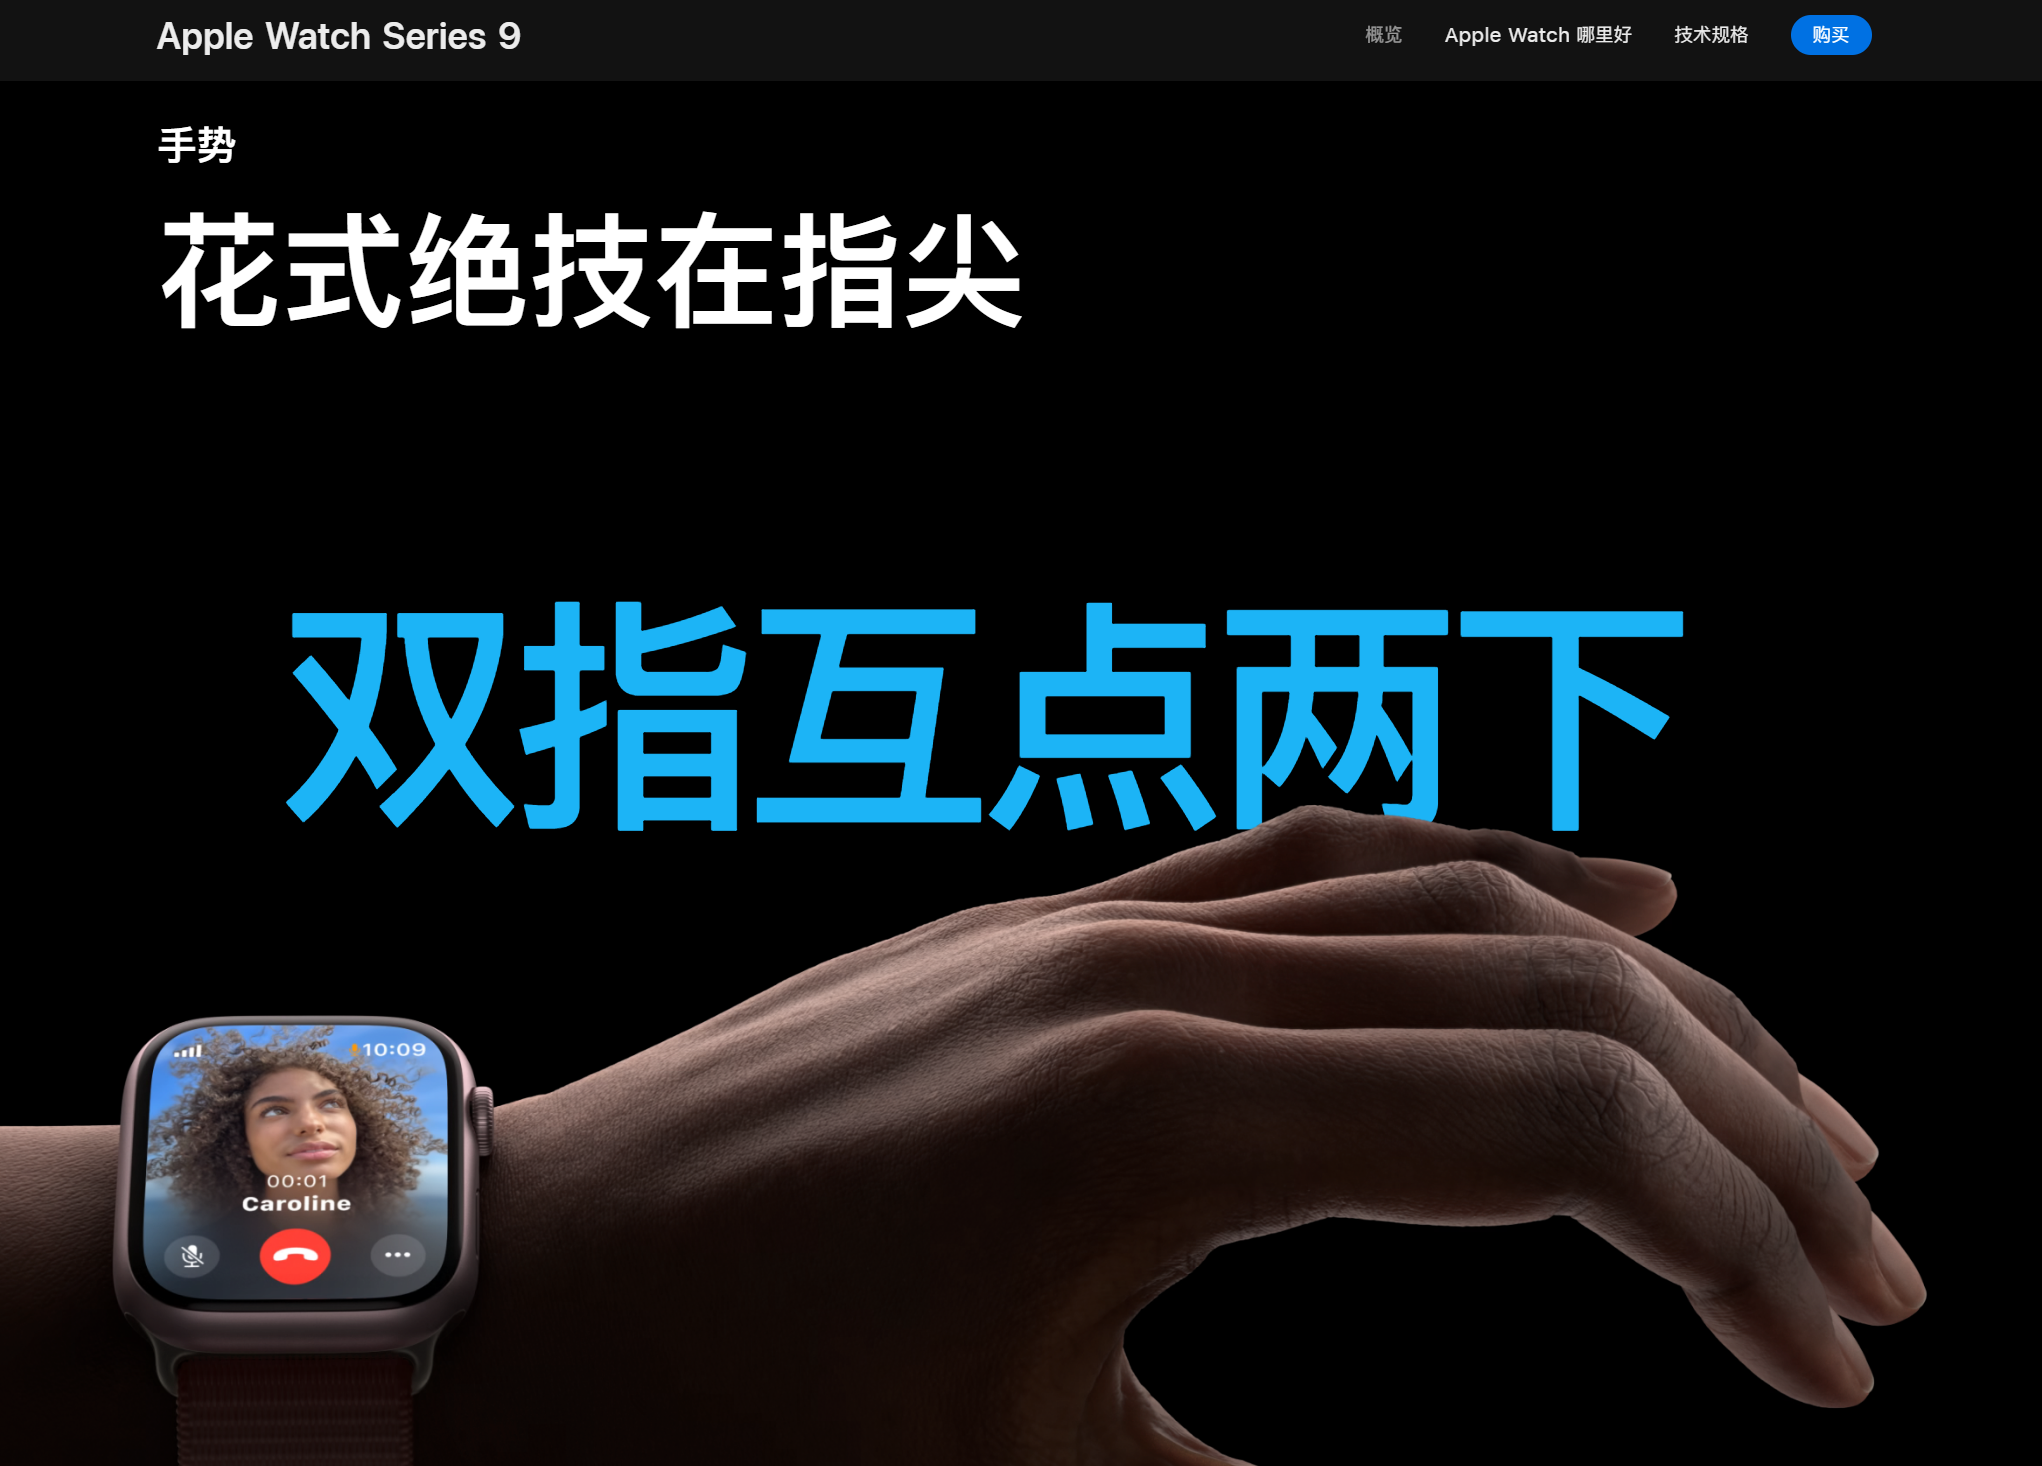 Apple Watch Series 9
概览
Apple Watch 哪里好
技术规格
购买
手势
花式绝技在指尖
双指互点两下
10:09
00:01
Caroline